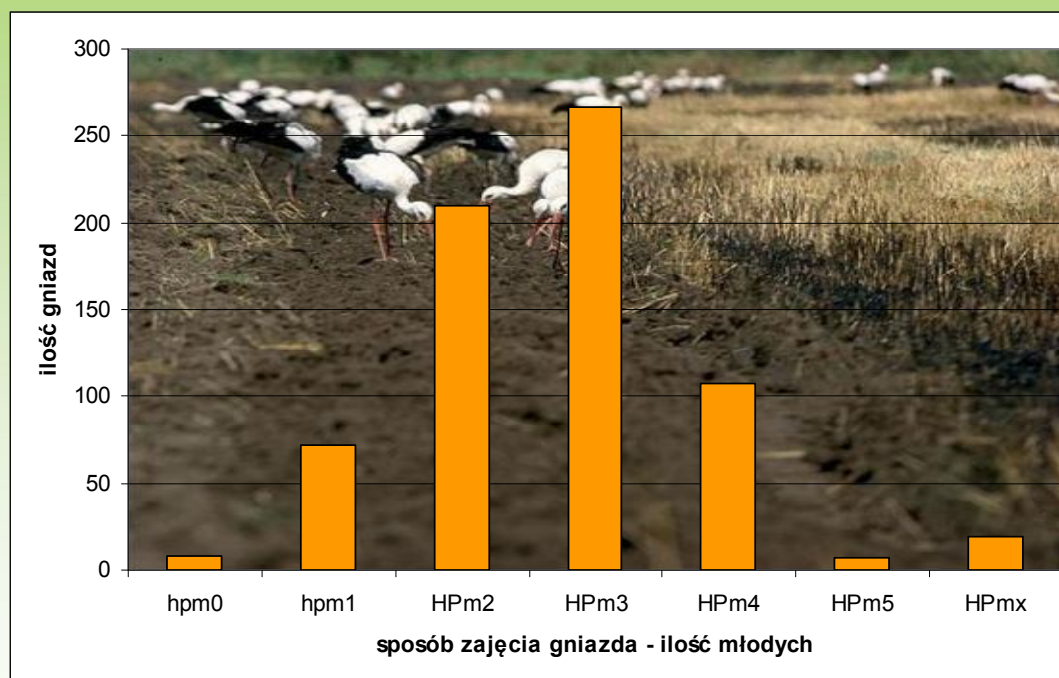 300
250
200
150
100
50
0
ilość gniazd
hpm0 hpm1 HPm2 HPm3 HPm4 HPm5 HPmx
sposób zajęcia gniazda - ilość młodych